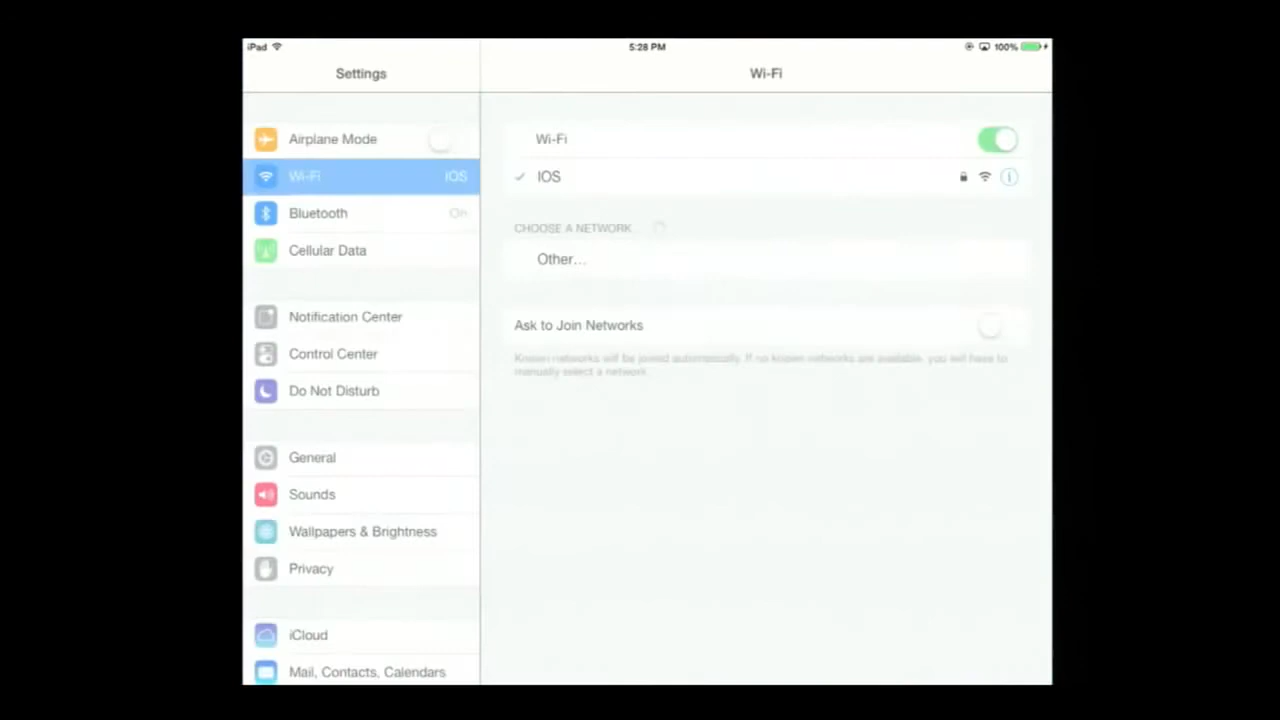 iPad
5:28 PM
100%
Settings
Wi-Fi
Airplane Mode
Wi-Fi IOS
Bluetooth On
Cellular Data
Notification Center
Control Center
Do Not Disturb
General
Sounds
Wallpapers & Brightness
Privacy
iCloud
Mail, Contacts, Calendars
Wi-Fi
IOS
CHOOSE A NETWORK...
Other...
Ask to Join Networks
Known networks will be joined automatically. If no known networks are available, you will have to
manually select a network.